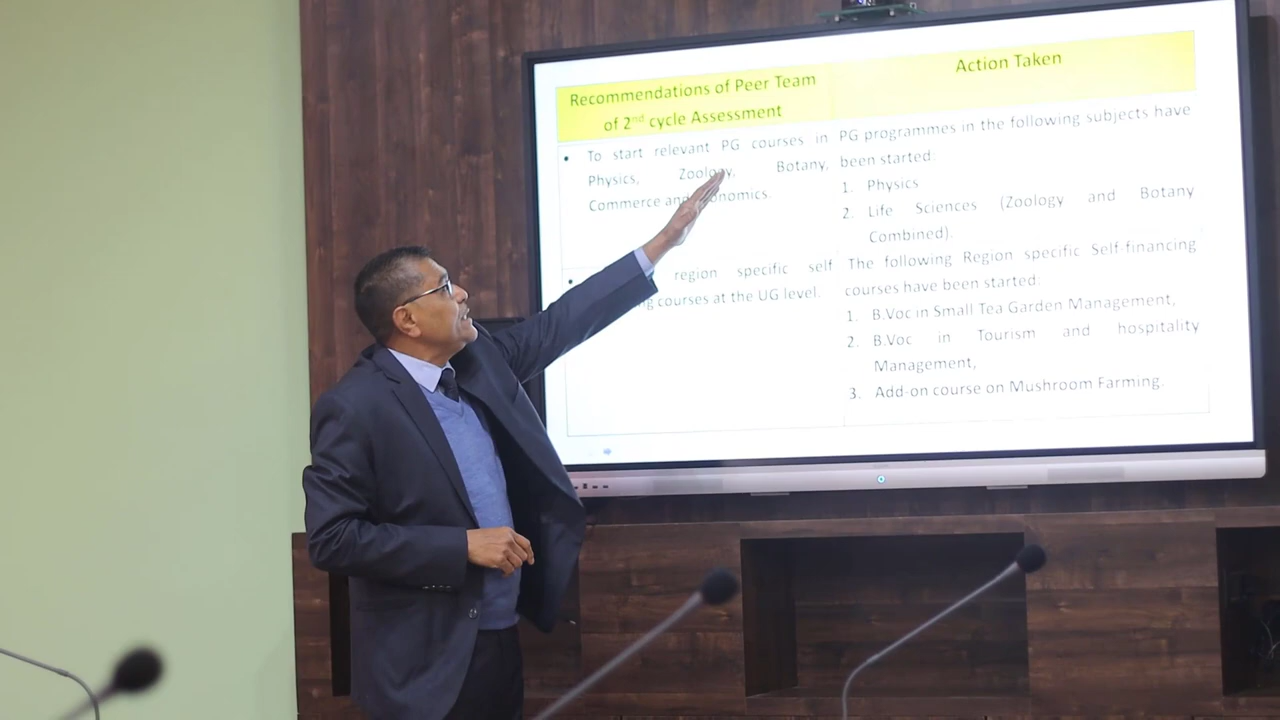 Recommendations of Peer Team
of 2nd cycle Assessment
Action Taken
• To start relevant PG courses in
Physics, Zoology, Botany,
Commerce and
PG programmes in the following subjects have
been started:
1. Physics
2. Life Sciences (Zoology and Botany
Combined).
• region specific self
courses at the UG level.
The following Region specific Self-financing
courses have been started:
1. B.Voc in Small Tea Garden Management,
2. B.Voc in Tourism and hospitality
Management,
3. Add-on course on Mushroom Farming.